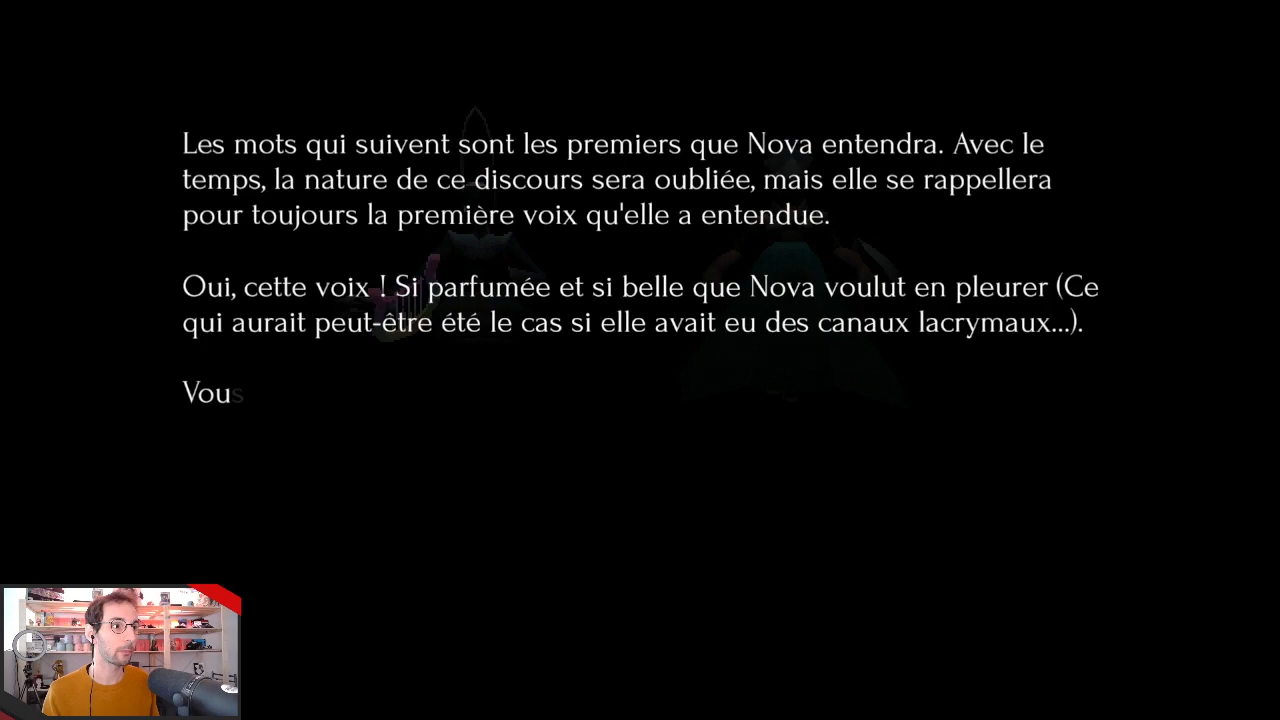 Les mots qui suivent sont les premiers que Nova entendra. Avec le
temps, la nature de ce discours sera oubliée, mais elle se rappellera
pour toujours la première voix qu'elle a entendue.
Oui, cette voix ! Si parfumée et si belle que Nova voulut en pleurer (Ce
qui aurait peut-être été le cas si elle avait eu des canaux lacrymaux...).
Vous